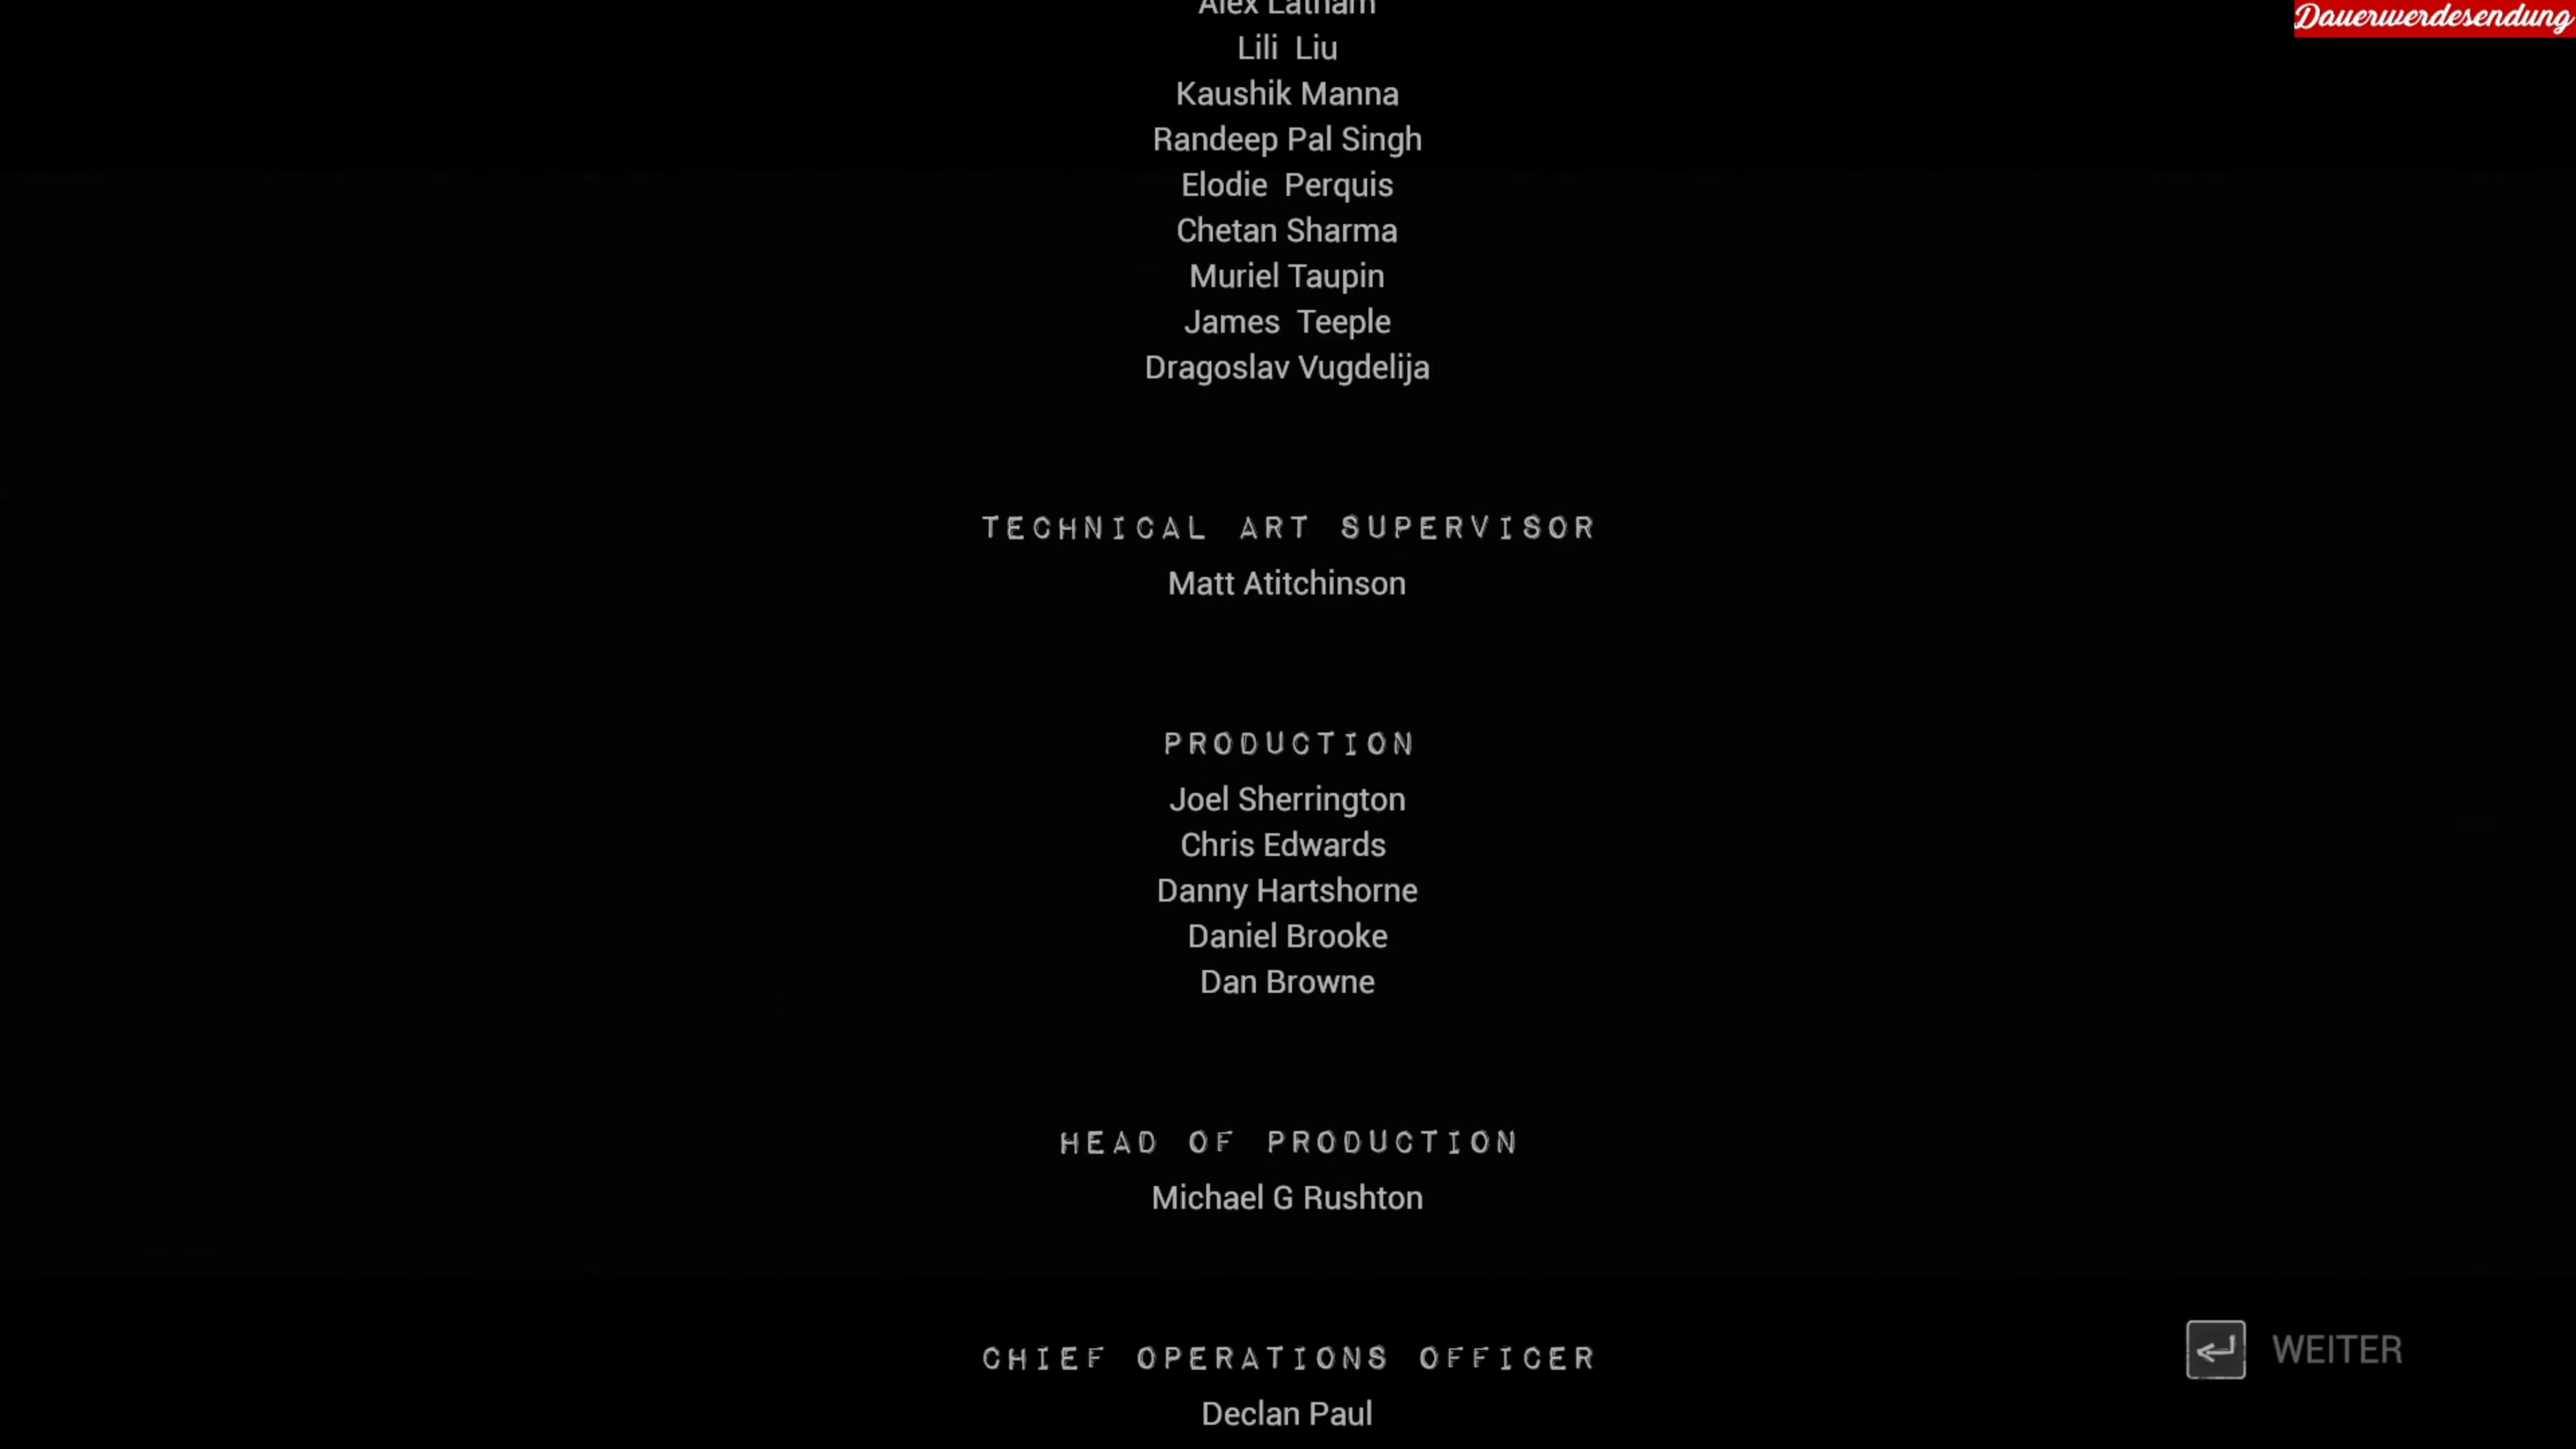 Alex Latham
Dauerwerdesendung
Lili Liu
Kaushik Manna
Randeep Pal Singh
Elodie Perquis
Chetan Sharma
Muriel Taupin
James Teeple
Dragoslav Vugdelija
TECHNICAL ART SUPERVISOR
Matt Atitchinson
PRODUCTION
Joel Sherrington
Chris Edwards
Danny Hartshorne
Daniel Brooke
Dan Browne
HEAD OF PRODUCTION
Michael G Rushton
CHIEF OPERATIONS OFFICER
WEITER
Declan Paul